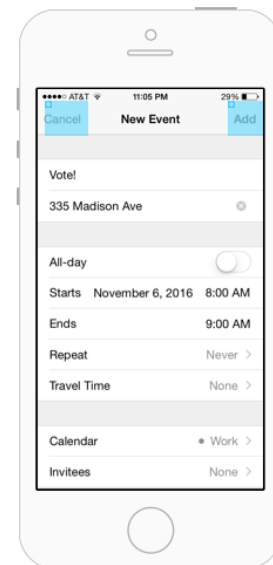 AT&T 11:05 PM 29%
Cancel New Event Add
Vote!
335 Madison Ave
All-day
Starts November 6, 2016 8:00 AM
Ends 9:00 AM
Repeat Never >
Travel Time None >
Calendar Work >
Invitees None >